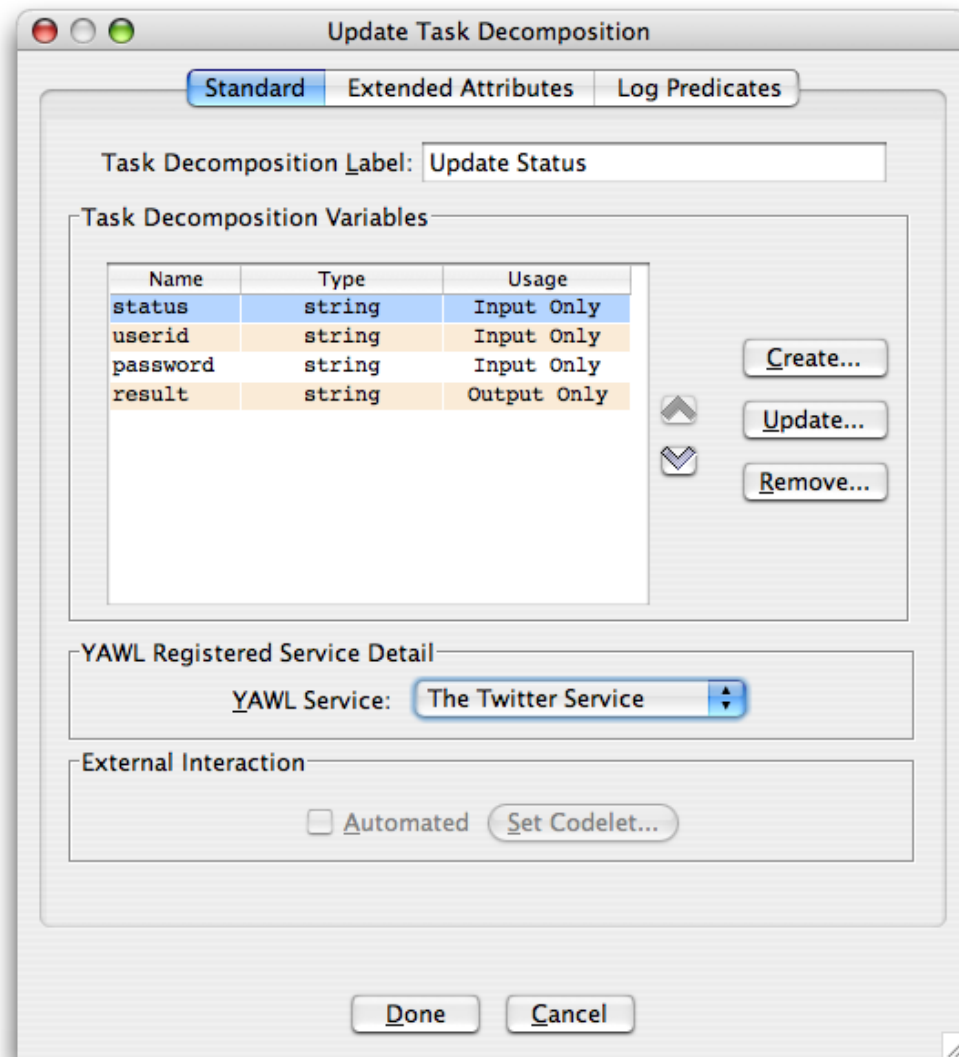 Update Task Decomposition
Standard Extended Attributes Log Predicates
Task Decomposition Label: Update Status
Task Decomposition Variables
Name Type Usage
status string Input Only
userid string Input Only
password string Input Only
result string Output Only
Create...
Update...
Remove...
YAWL Registered Service Detail
YAWL Service: The Twitter Service
External Interaction
Automated Set Codelet...
Done Cancel